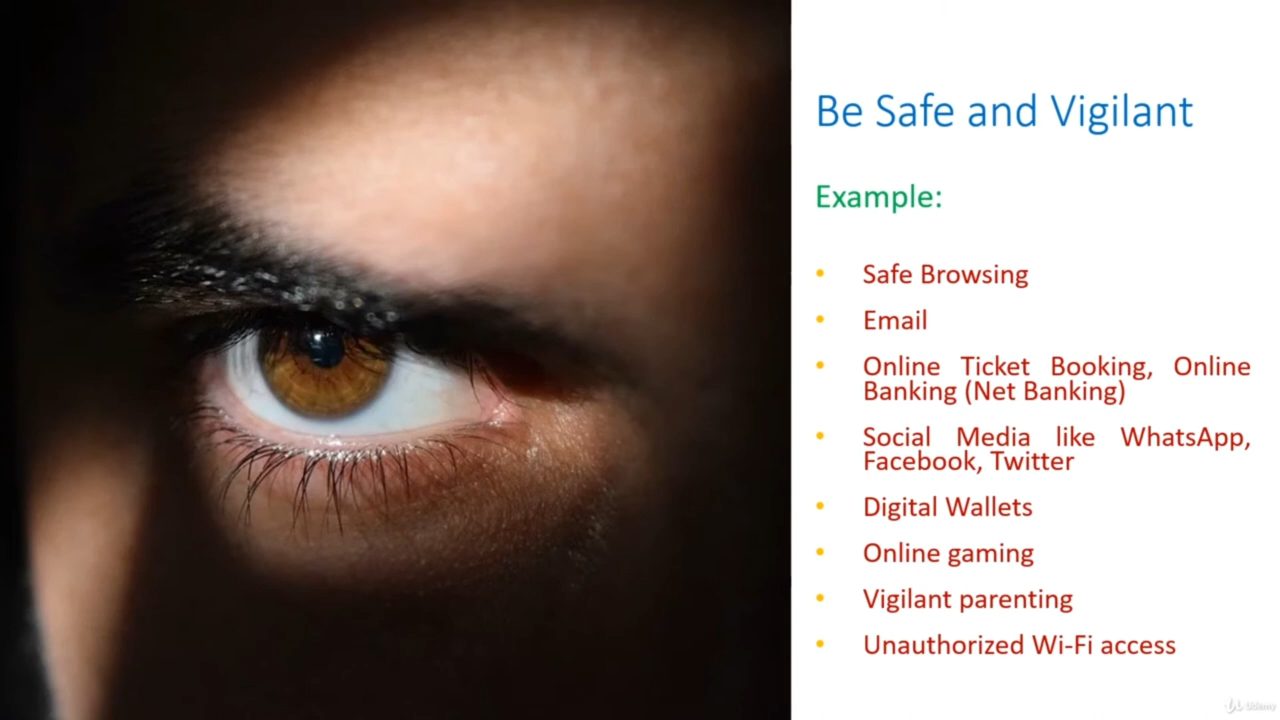 Be Safe and Vigilant
Example:
• Safe Browsing
• Email
• Online Ticket Booking, Online
Banking (Net Banking)
• Social Media like WhatsApp,
Facebook, Twitter
• Digital Wallets
• Online gaming
• Vigilant parenting
• Unauthorized Wi-Fi access
Udemy